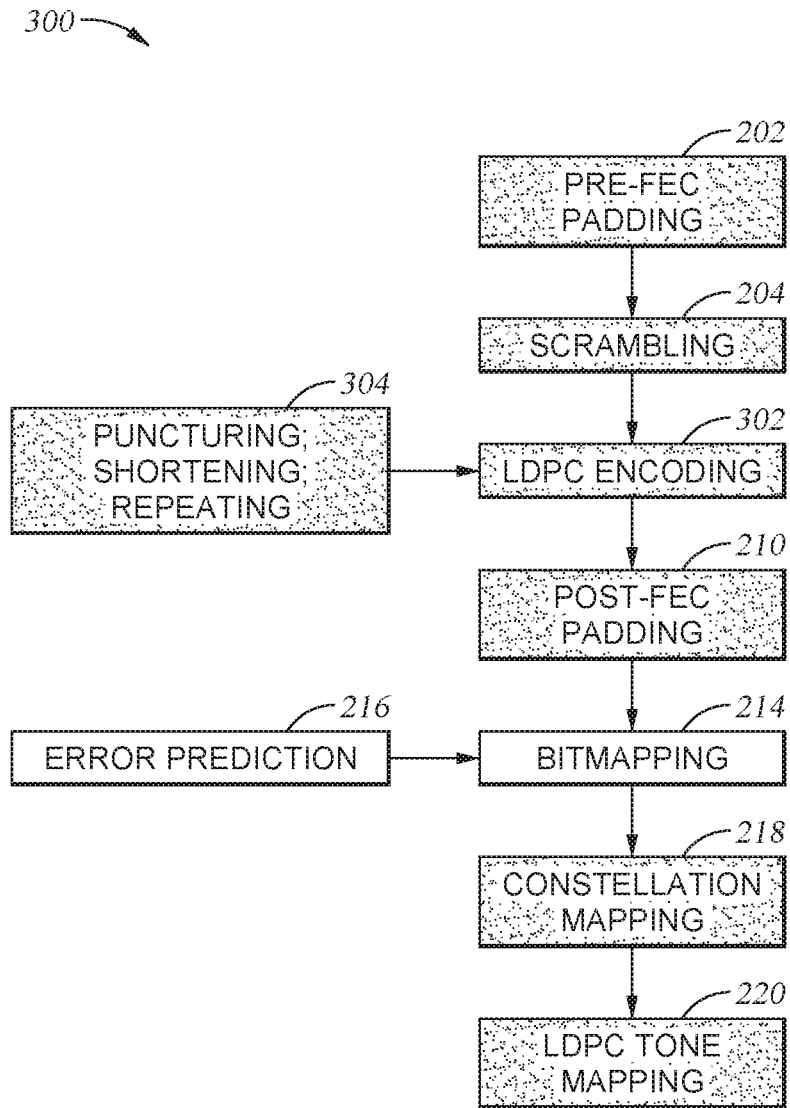 300
202
PRE-FEC
PADDING
204
SCRAMBLING
304
PUNCTURING;
SHORTENING;
REPEATING
302
LDPC ENCODING
210
POST-FEC
PADDING
216
ERROR PREDICTION
214
BITMAPPING
218
CONSTELLATION
MAPPING
220
LDPC TONE
MAPPING